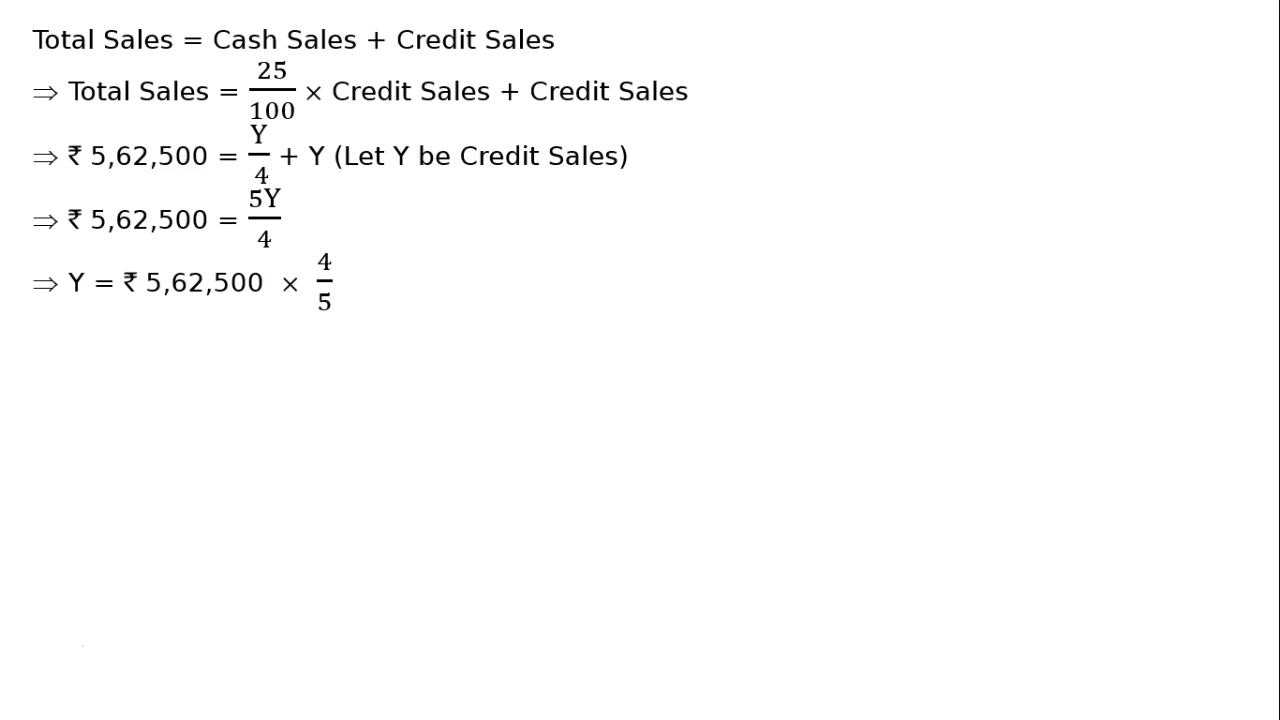 Total Sales = Cash Sales + Credit Sales
⇒ Total Sales = 25/100 × Credit Sales + Credit Sales
⇒ ₹ 5,62,500 = Y/4 + Y (Let Y be Credit Sales)
⇒ ₹ 5,62,500 = 5Y/4
⇒ Y = ₹ 5,62,500 × 4/5